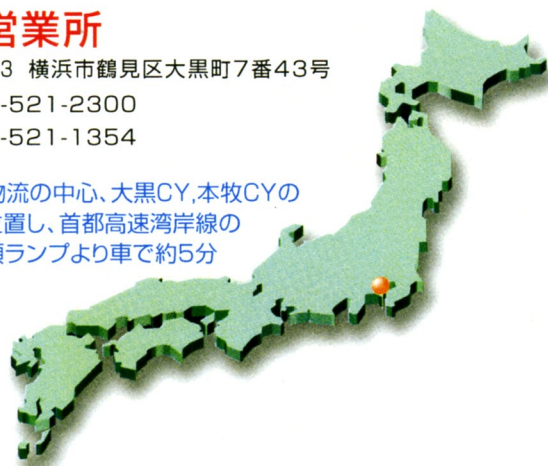 営業所
3 横浜市鶴見区大黒町7番43号
-521-2300
-521-1354
物流の中心、大黒CY,本牧CYの
置し、首都高速湾岸線の
ランプより車で約5分